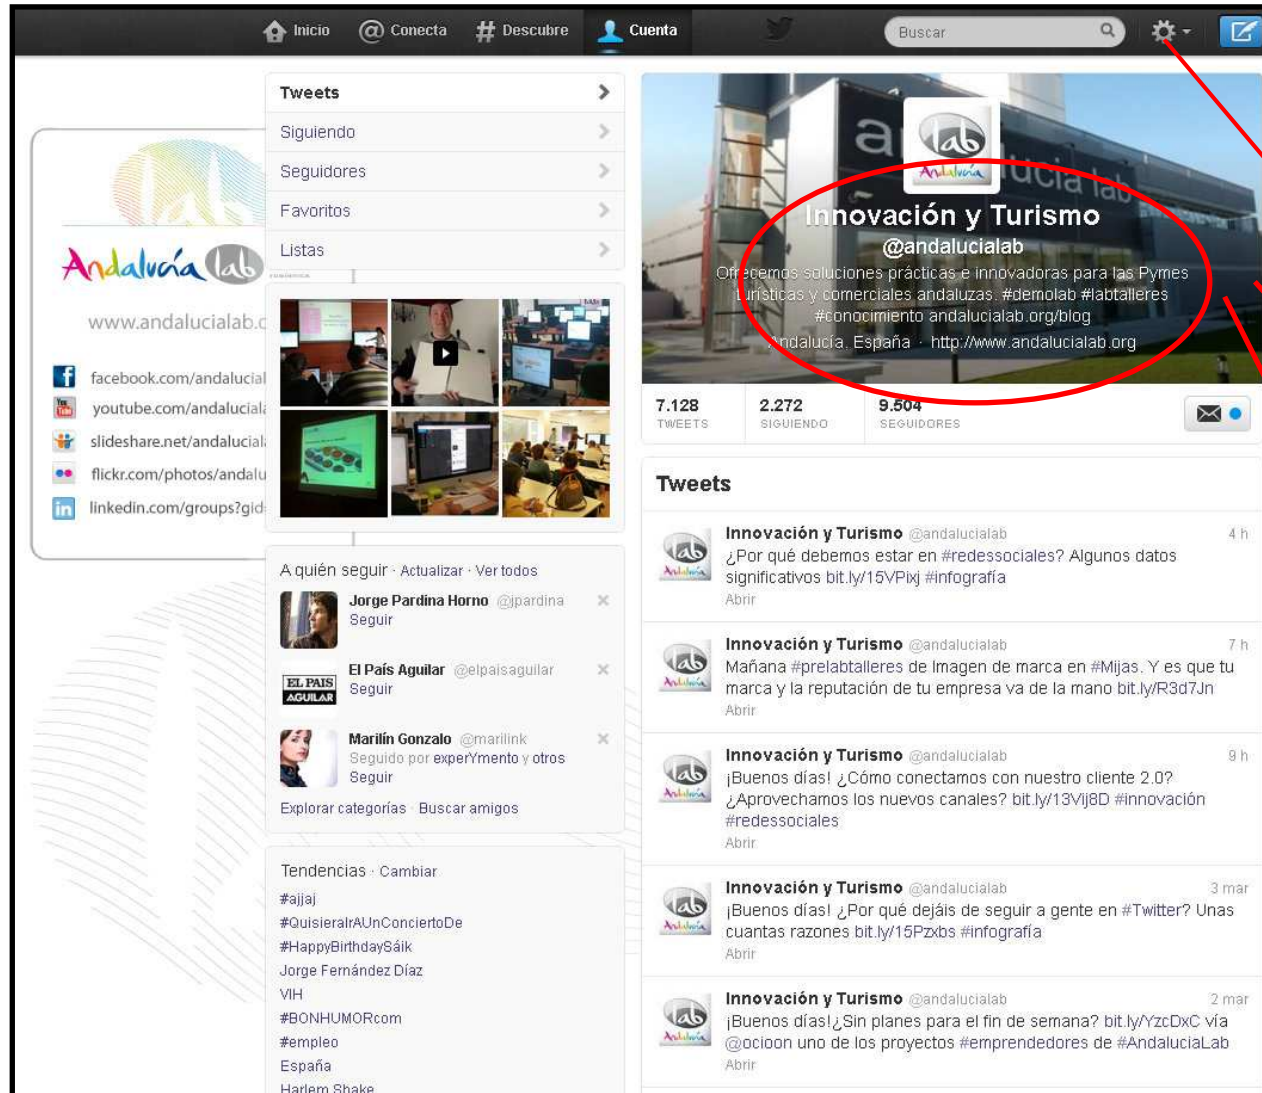 Inicio
Conecta
Descubre
Cuenta
Buscar
Andalucía lab
www.andalucialab.o
facebook.com/andalucial
youtube.com/andaluciala
slideshare.net/andaluciala
flickr.com/photos/andalu
linkedin.com/groups?gid
Tweets
Siguiendo
Seguidores
Favoritos
Listas
A quién seguir · Actualizar · Ver todos
Jorge Pardina Horno @jpardina
Seguir
EL PAIS
AGUILAR
El País Aguilar @elpaisaguilar
Seguir
Marilín Gonzalo @marilink
Seguido por experYmento y otros
Seguir
Explorar categorías · Buscar amigos
Tendencias · Cambiar
#ajjaj
#QuisieraIrAUnConciertoDe
#HappyBirthdaySáik
Jorge Fernández Díaz
VIH
#BONHUMORcom
#empleo
España
Harlem Shake
andalucia lab
lab
Andalucía
Innovación y Turismo
@andalucialab
Ofrecemos soluciones prácticas e innovadoras para las Pymes
turísticas y comerciales andaluzas. #demolab #labtalleres
#conocimiento andalucialab.org/blog
Andalucía. España · http://www.andalucialab.org
7.128
TWEETS
2.272
SIGUIENDO
9.504
SEGUIDORES
Tweets
Innovación y Turismo @andalucialab 4 h
¿Por qué debemos estar en #redessociales? Algunos datos
significativos bit.ly/15VPixj #infografía
Abrir
Innovación y Turismo @andalucialab 7 h
Mañana #prelabtalleres de Imagen de marca en #Mijas. Y es que tu
marca y la reputación de tu empresa va de la mano bit.ly/R3d7Jn
Abrir
Innovación y Turismo @andalucialab 9 h
¡Buenos días! ¿Cómo conectamos con nuestro cliente 2.0?
¿Aprovechamos los nuevos canales? bit.ly/13Vij8D #innovación
#redessociales
Abrir
Innovación y Turismo @andalucialab 3 mar
¡Buenos días! ¿Por qué dejáis de seguir a gente en #Twitter? Unas
cuantas razones bit.ly/15Pzxbs #infografía
Abrir
Innovación y Turismo @andalucialab 2 mar
¡Buenos días!¿Sin planes para el fin de semana? bit.ly/YzcDxC vía
@ocioon uno de los proyectos #emprendedores de #AndaluciaLab
Abrir